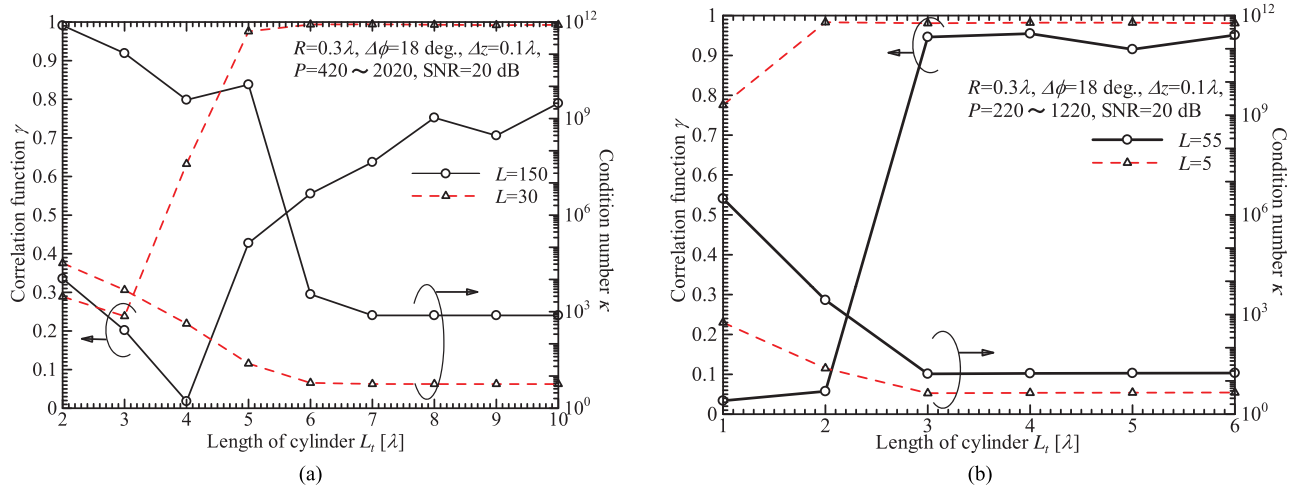 1
0.9
0.8
0.7
0.6
0.5
0.4
0.3
0.2
0.1
0
Correlation function γ
R=0.3λ, Δϕ=18 deg., Δz=0.1λ,
P=420 ~ 2020, SNR=20 dB
L=150
L=30
10^12
10^9
10^6
10^3
10^0
Condition number κ
2 3 4 5 6 7 8 9 10
Length of cylinder L_t [λ]
(a)
1
0.9
0.8
0.7
0.6
0.5
0.4
0.3
0.2
0.1
0
Correlation function γ
R=0.3λ, Δϕ=18 deg., Δz=0.1λ,
P=220 ~ 1220, SNR=20 dB
L=55
L=5
10^12
10^9
10^6
10^3
10^0
Condition number κ
1 2 3 4 5 6
Length of cylinder L_t [λ]
(b)